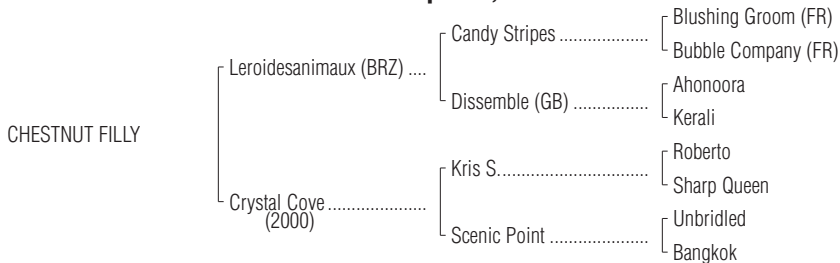 Blushing Groom (FR)
Candy Stripes ..................
Bubble Company (FR)
Leroidesanimaux (BRZ) ....
Ahonoora
Dissemble (GB) ...............
Kerali
CHESTNUT FILLY
Roberto
Kris S..............................
Sharp Queen
Crystal Cove ....................
(2000)
Unbridled
Scenic Point ....................
Bangkok